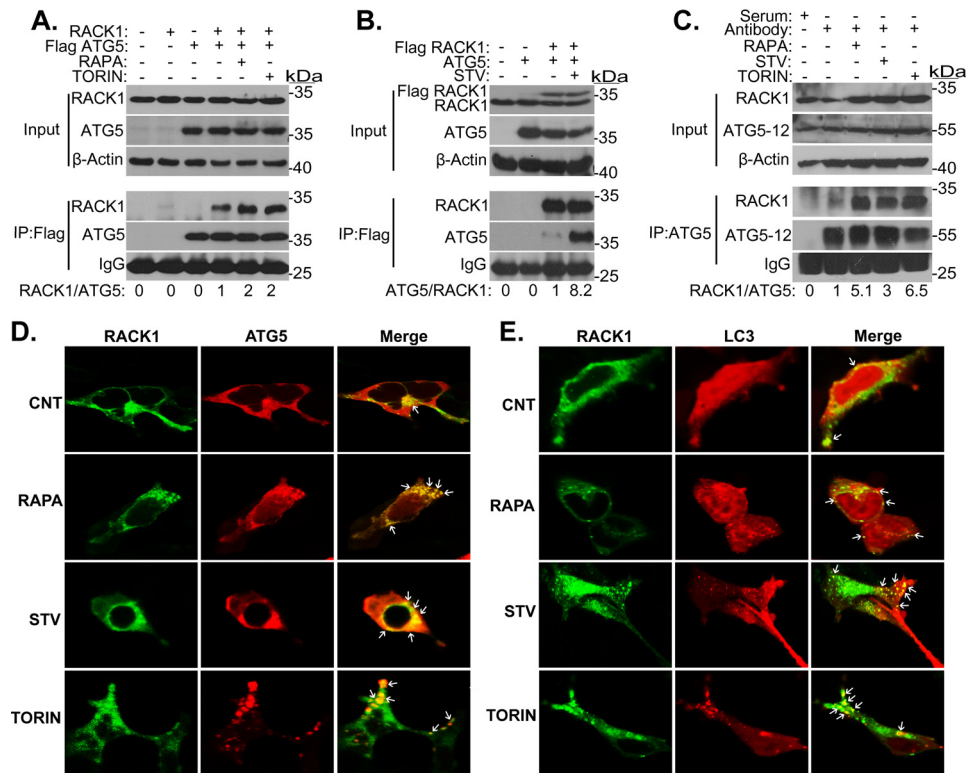 A.
RACK1: - + - + + +
Flag ATG5: - - + + + +
RAPA: - - - - + -
TORIN: - - - - - +
kDa
Input
RACK1 -35
ATG5 -35
β-Actin -40
IP:Flag
RACK1 -35
ATG5 -35
IgG -25
RACK1/ATG5: 0 0 0 1 2 2
B.
Flag RACK1: - - + +
ATG5: - + + +
STV: - - - +
kDa
Input
Flag RACK1 -35
RACK1
ATG5 -35
β-Actin -40
IP:Flag
RACK1 -35
ATG5 -35
IgG -25
ATG5/RACK1: 0 0 1 8.2
C.
Serum: + - - - -
Antibody: - + + + +
RAPA: - - + - -
STV: - - - + -
TORIN: - - - - +
kDa
Input
RACK1 -35
ATG5-12 -55
β-Actin -40
IP:ATG5
RACK1 -35
ATG5-12 -55
IgG -25
RACK1/ATG5: 0 1 5.1 3 6.5
D.
RACK1 ATG5 Merge
CNT
RAPA
STV
TORIN
E.
RACK1 LC3 Merge
CNT
RAPA
STV
TORIN